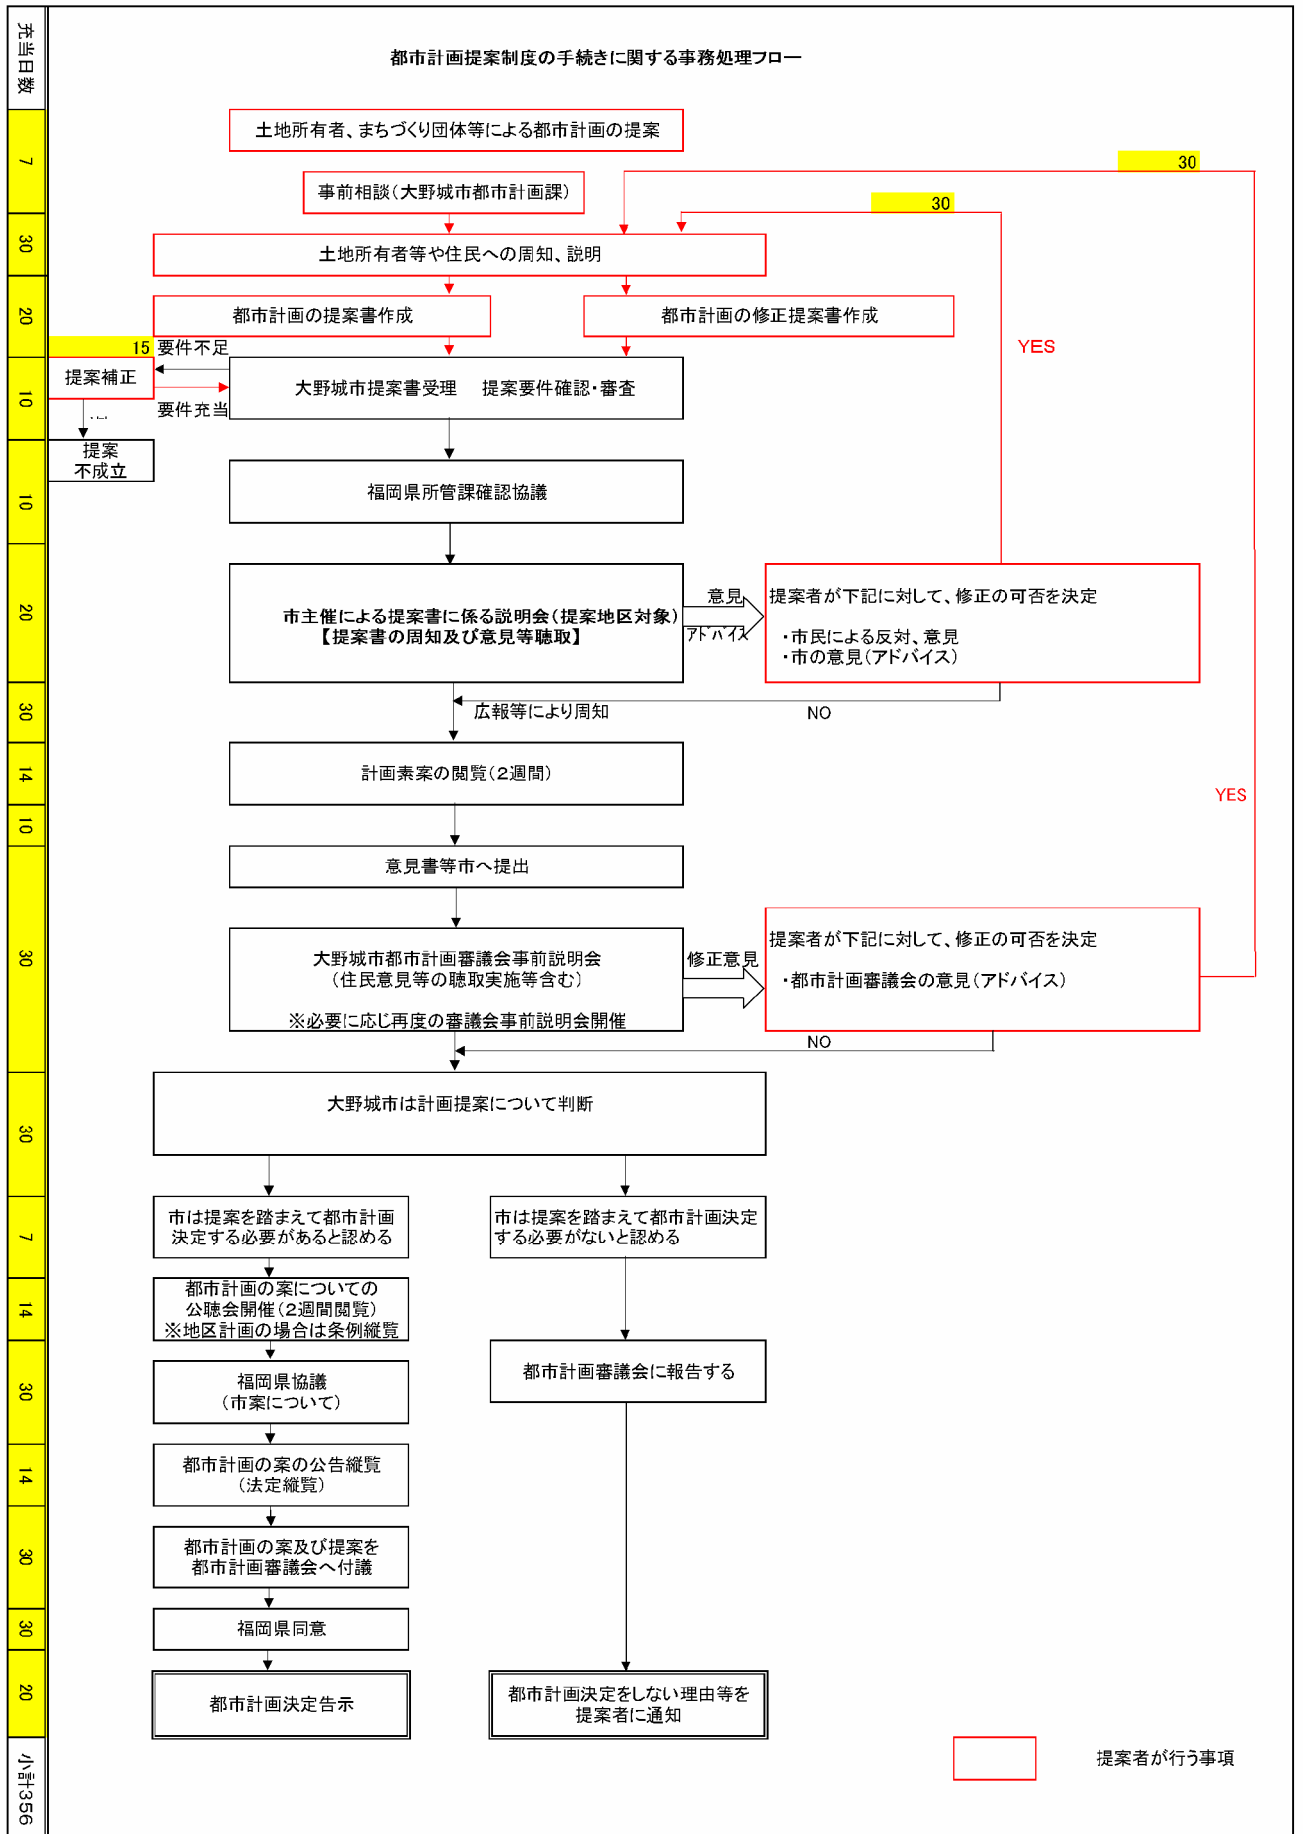 充当日数
都市計画提案制度の手続きに関する事務処理フロー
土地所有者、まちづくり団体等による都市計画の提案
7
30
事前相談(大野城市都市計画課)
30
30
土地所有者等や住民への周知、説明
20
都市計画の提案書作成
都市計画の修正提案書作成
YES
15
要件不足
提案補正
10
大野城市提案書受理 提案要件確認・審査
要件充当
提案
不成立
10
福岡県所管課確認協議
20
市主催による提案書に係る説明会(提案地区対象)
【提案書の周知及び意見等聴取】
意見
アドバイス
提案者が下記に対して、修正の可否を決定
・市民による反対、意見
・市の意見(アドバイス)
30
広報等により周知
NO
14
計画素案の閲覧(2週間)
YES
10
意見書等市へ提出
30
大野城市都市計画審議会事前説明会
(住民意見等の聴取実施等含む)
※必要に応じ再度の審議会事前説明会開催
修正意見
提案者が下記に対して、修正の可否を決定
・都市計画審議会の意見(アドバイス)
NO
30
大野城市は計画提案について判断
7
市は提案を踏まえて都市計画
決定する必要があると認める
市は提案を踏まえて都市計画決定
する必要がないと認める
14
都市計画の案についての
公聴会開催(2週間閲覧)
※地区計画の場合は条例縦覧
30
福岡県協議
(市案について)
都市計画審議会に報告する
14
都市計画の案の公告縦覧
(法定縦覧)
30
都市計画の案及び提案を
都市計画審議会へ付議
30
福岡県同意
20
都市計画決定告示
都市計画決定をしない理由等を
提案者に通知
小計356
提案者が行う事項